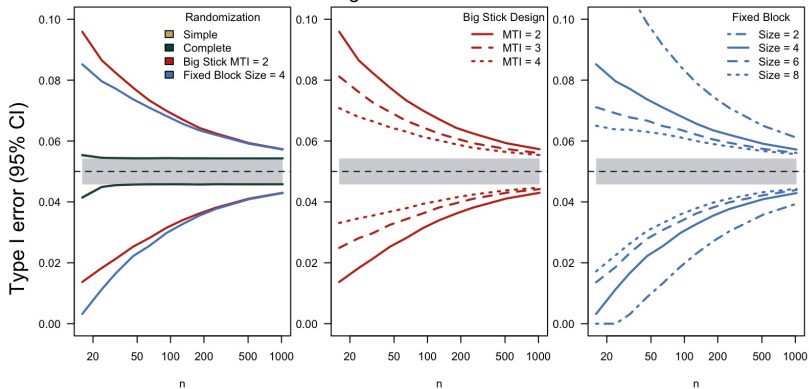 Type I error (95% CI)
0.10
0.08
0.06
0.04
0.02
0.00
Randomization
Simple
Complete
Big Stick MTI = 2
Fixed Block Size = 4
20 50 100 200 500 1000
n
0.10
0.08
0.06
0.04
0.02
0.00
Big Stick Design
MTI = 2
MTI = 3
MTI = 4
20 50 100 200 500 1000
n
0.10
0.08
0.06
0.04
0.02
0.00
Fixed Block
Size = 2
Size = 4
Size = 6
Size = 8
20 50 100 200 500 1000
n